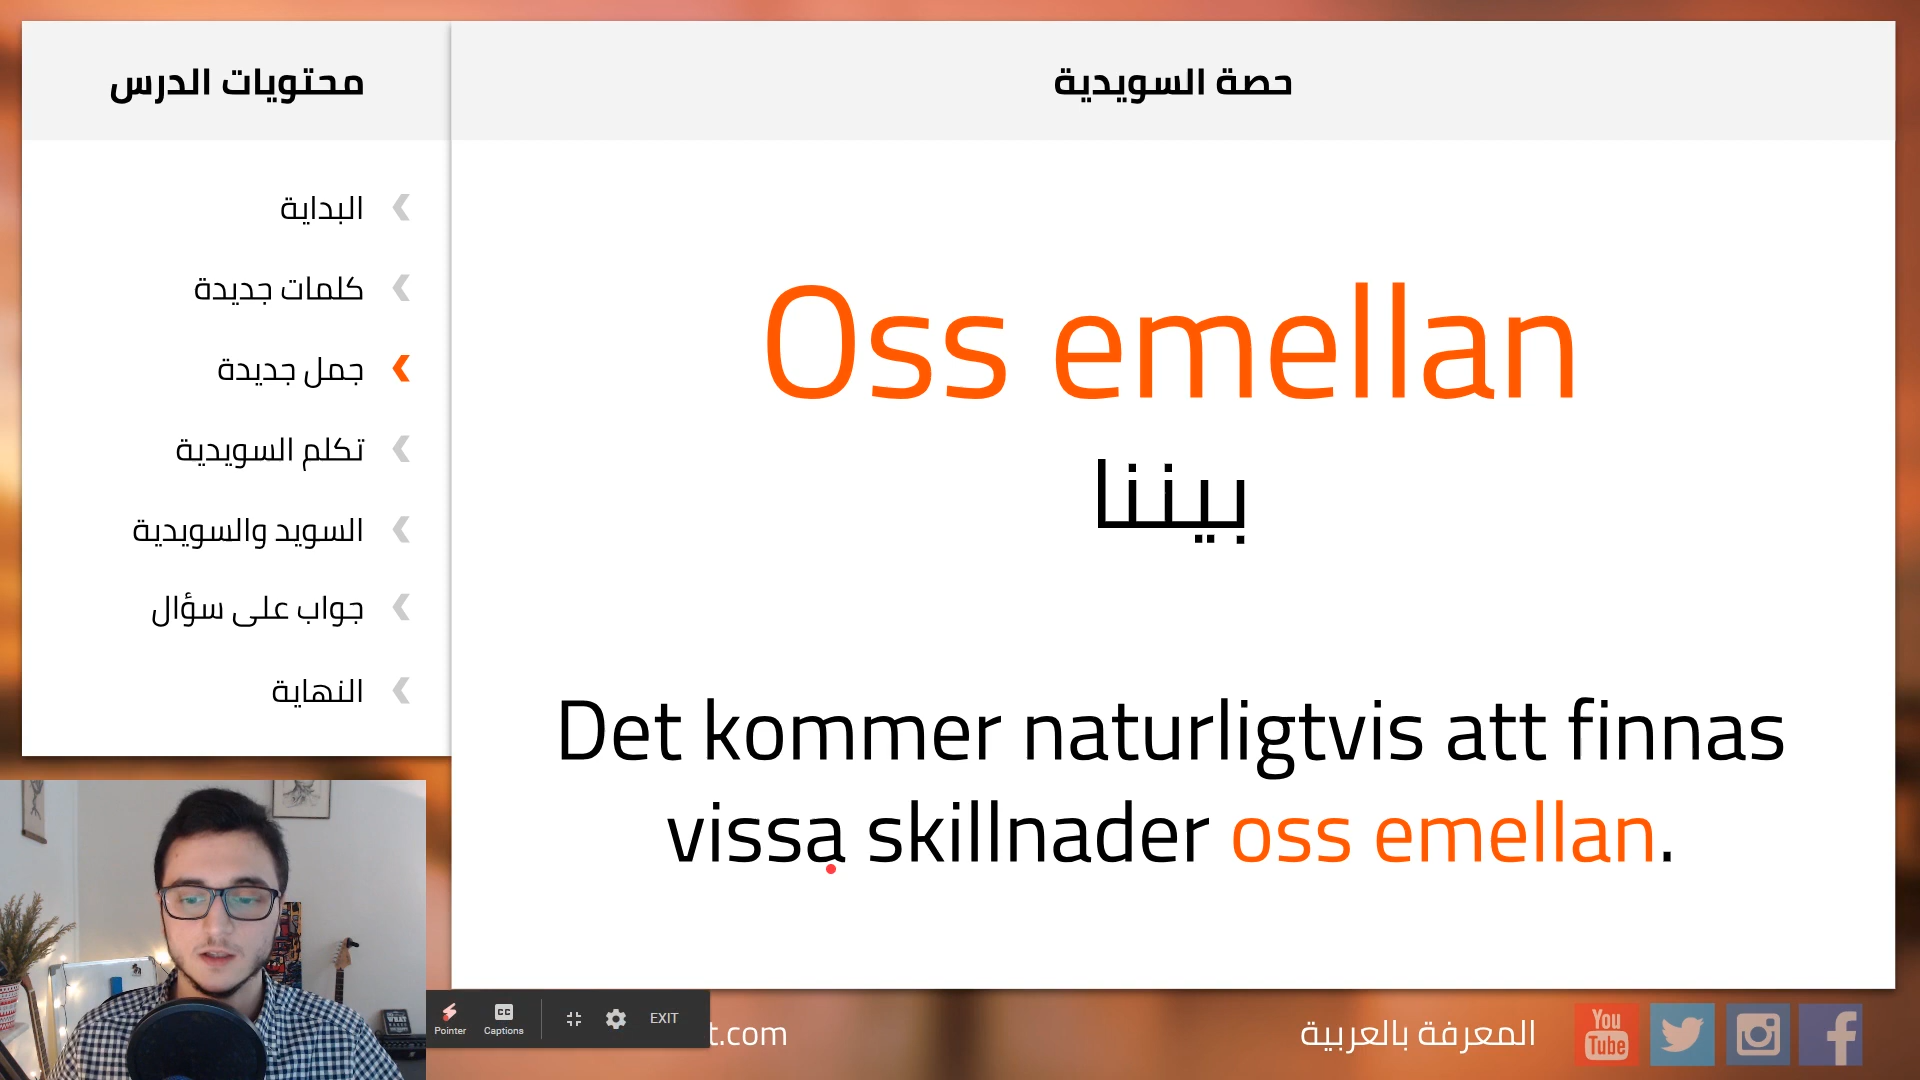 محتويات الدرس
حصة السويدية
البداية
كلمات جديدة
جمل جديدة
تكلم السويدية
السويد والسويدية
جواب على سؤال
النهاية
Oss emellan
بيننا
Det kommer naturligtvis att finnas
vissa skillnader oss emellan.
Pointer
CC
Captions
EXIT
t.com
المعرفة بالعربية
You
Tube